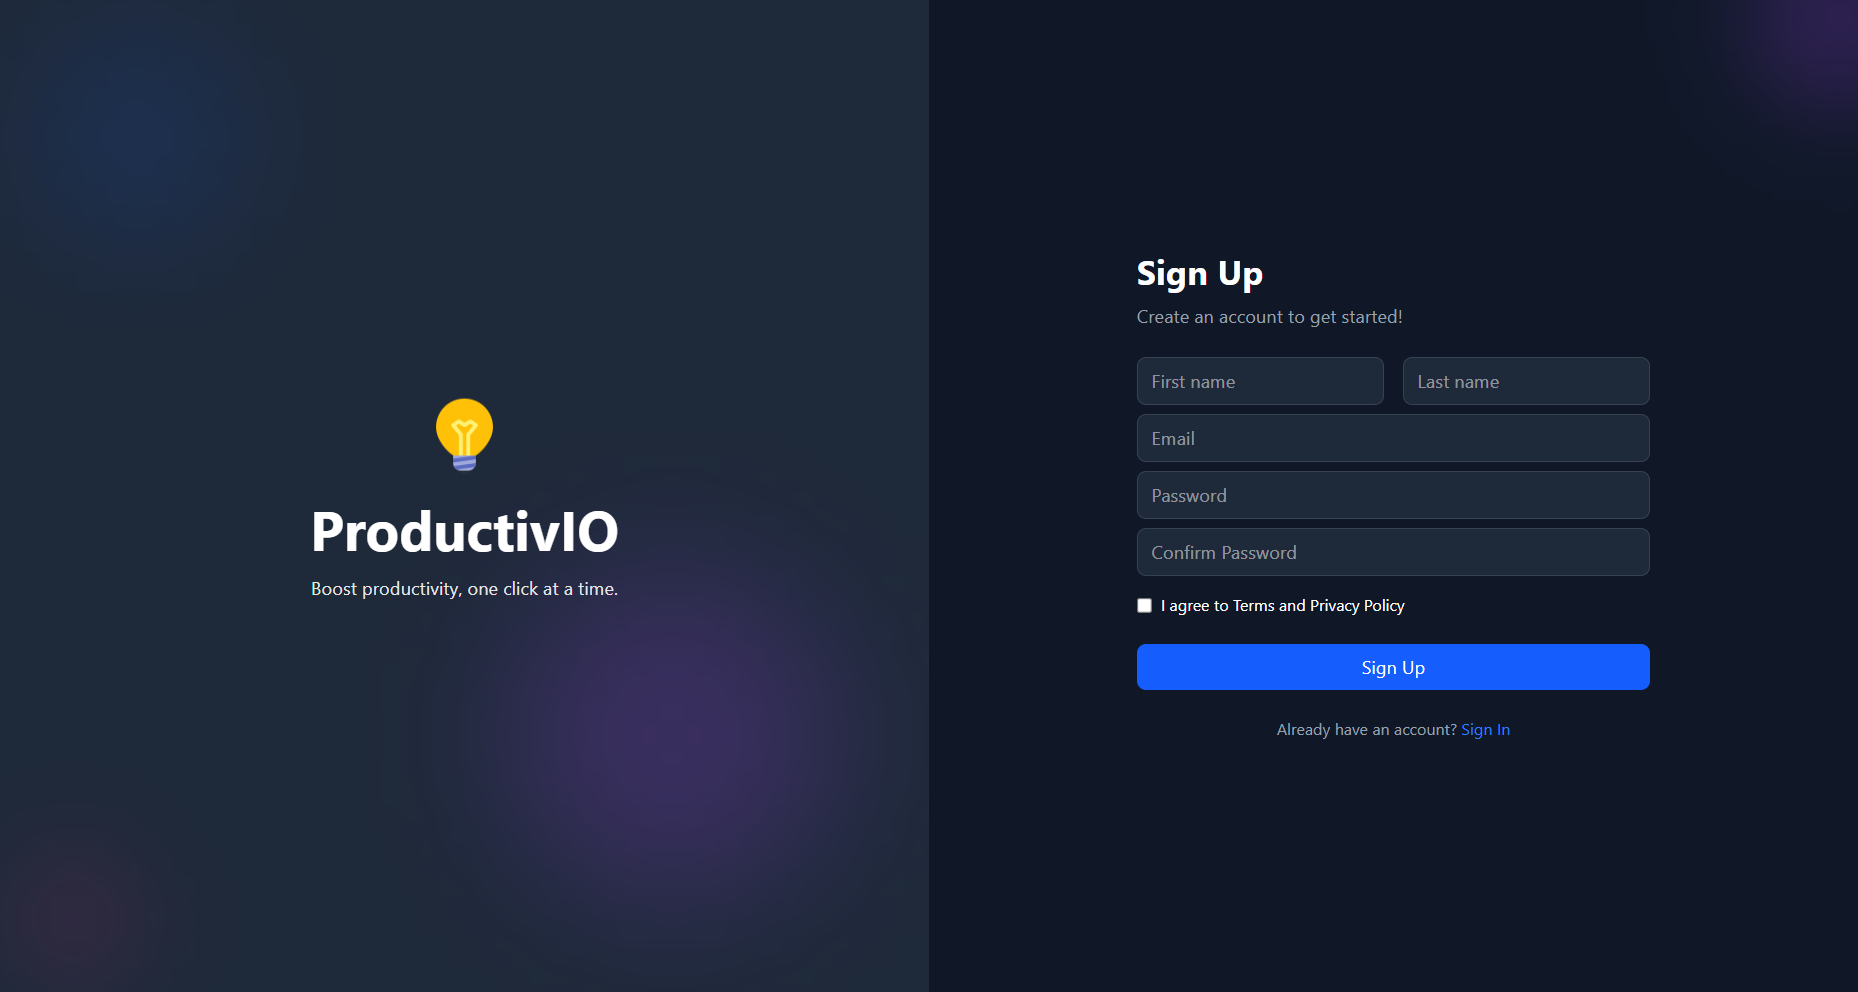 ProductivIO
Boost productivity, one click at a time.
Sign Up
Create an account to get started!
First name
Last name
Email
Password
Confirm Password
I agree to Terms and Privacy Policy
Sign Up
Already have an account? Sign In